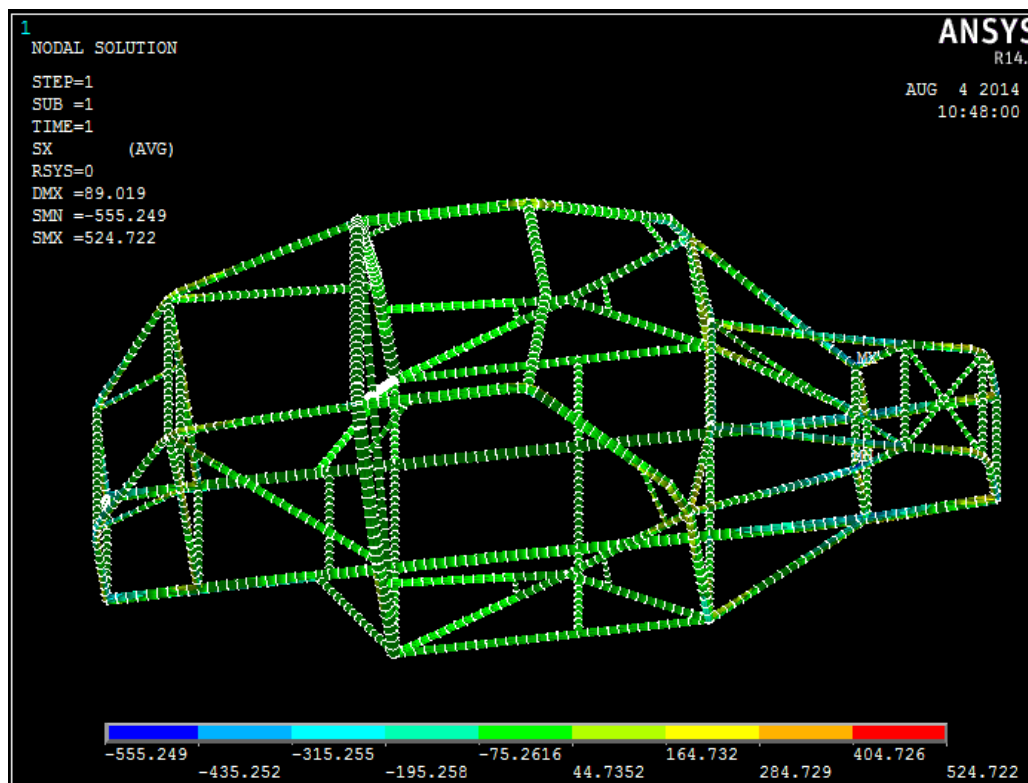 1
NODAL SOLUTION
STEP=1
SUB =1
TIME=1
SX (AVG)
RSYS=0
DMX =89.019
SMN =-555.249
SMX =524.722
ANSYS
R14.
AUG 4 2014
10:48:00
MX
-555.249 -315.255 -75.2616 164.732 404.726
-435.252 -195.258 44.7352 284.729 524.722